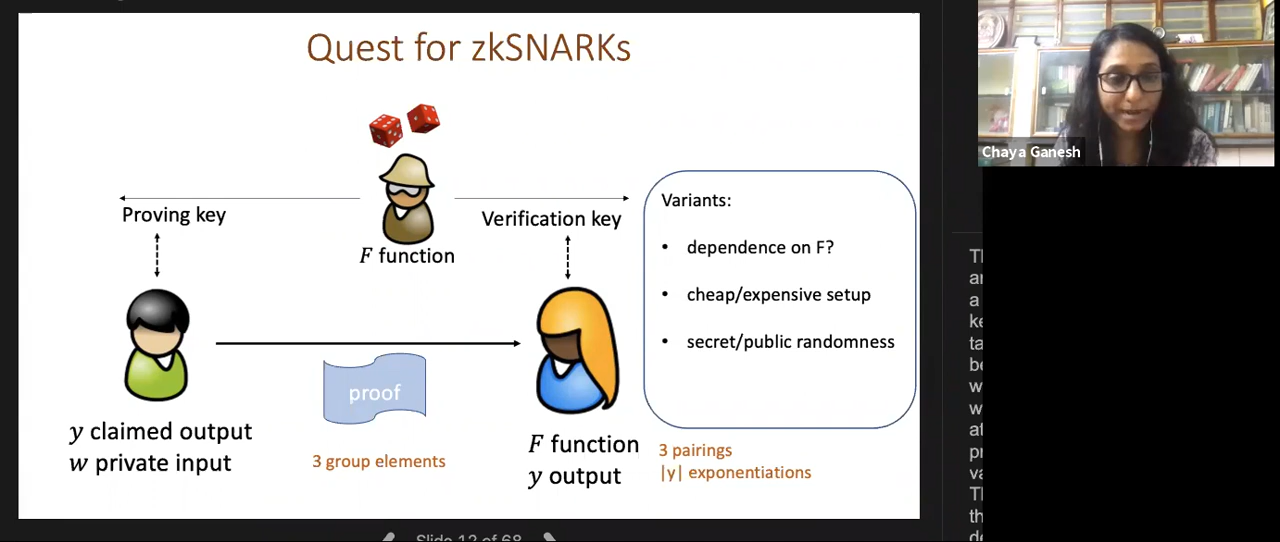 Quest for zkSNARKs
Proving key
Verification key
F function
Variants:
• dependence on F?
• cheap/expensive setup
• secret/public randomness
proof
y claimed output
w private input
3 group elements
F function
y output
3 pairings
|y| exponentiations
Chaya Ganesh
Slide 12 of 68